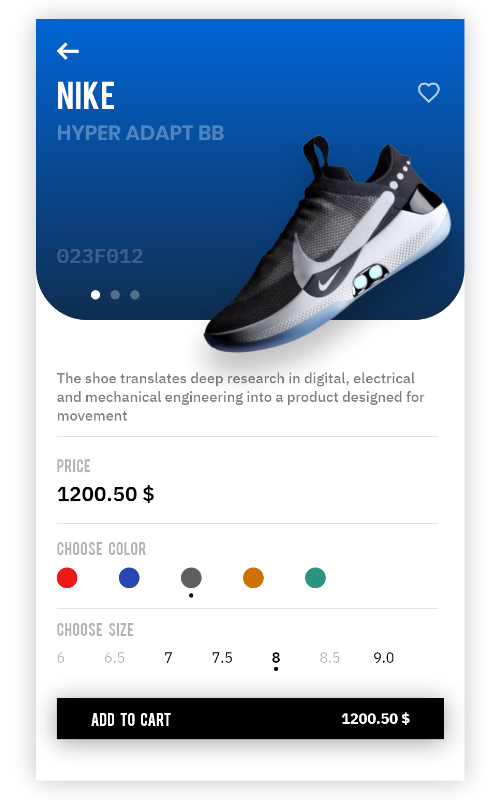 NIKE
HYPER ADAPT BB
023F012
The shoe translates deep research in digital, electrical
and mechanical engineering into a product designed for
movement
PRICE
1200.50 $
CHOOSE COLOR
CHOOSE SIZE
6 6.5 7 7.5 8 8.5 9.0
ADD TO CART 1200.50 $